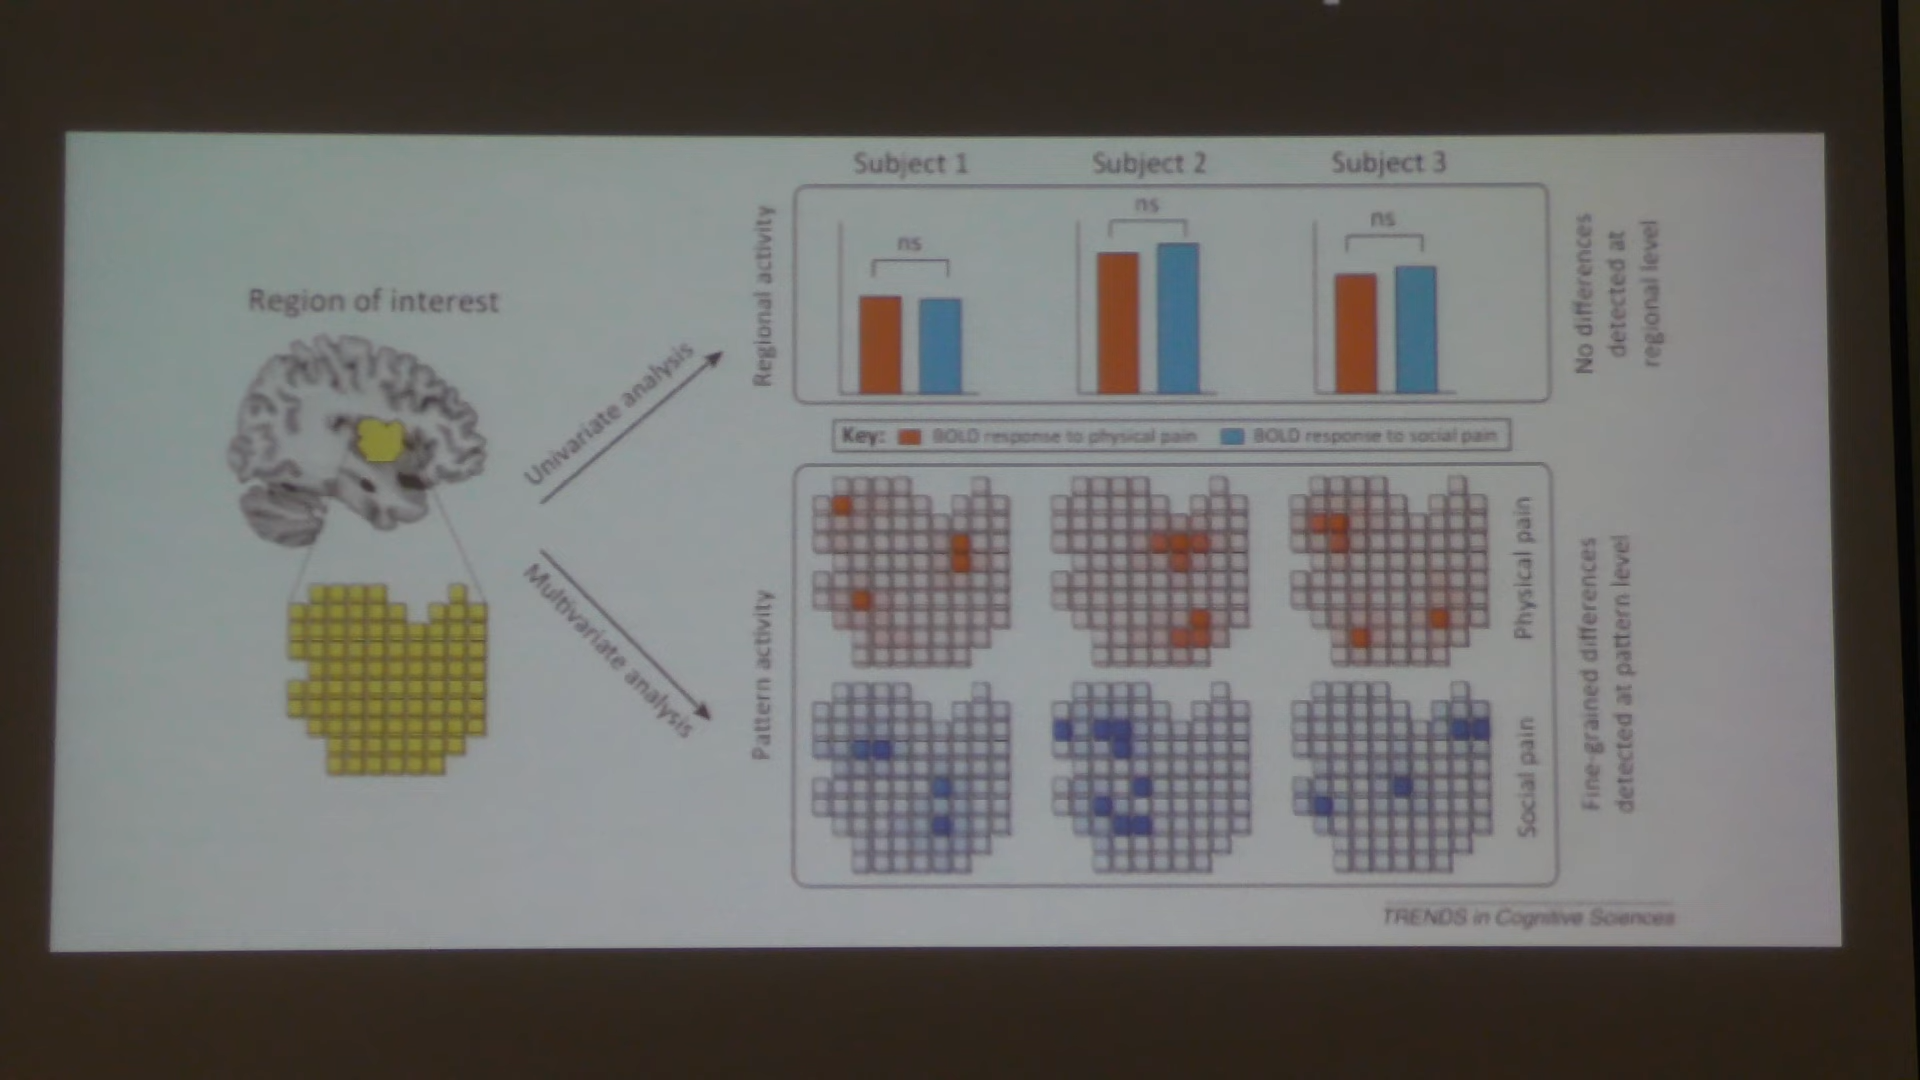 Subject 1
Subject 2
Subject 3
Region of interest
Univariate analysis
Multivariate analysis
Regional activity
ns
ns
ns
No differences
detected at
regional level
Key:
BOLD response to physical pain
BOLD response to social pain
Pattern activity
Physical pain
Social pain
Fine-grained differences
detected at pattern level
TRENDS in Cognitive Sciences